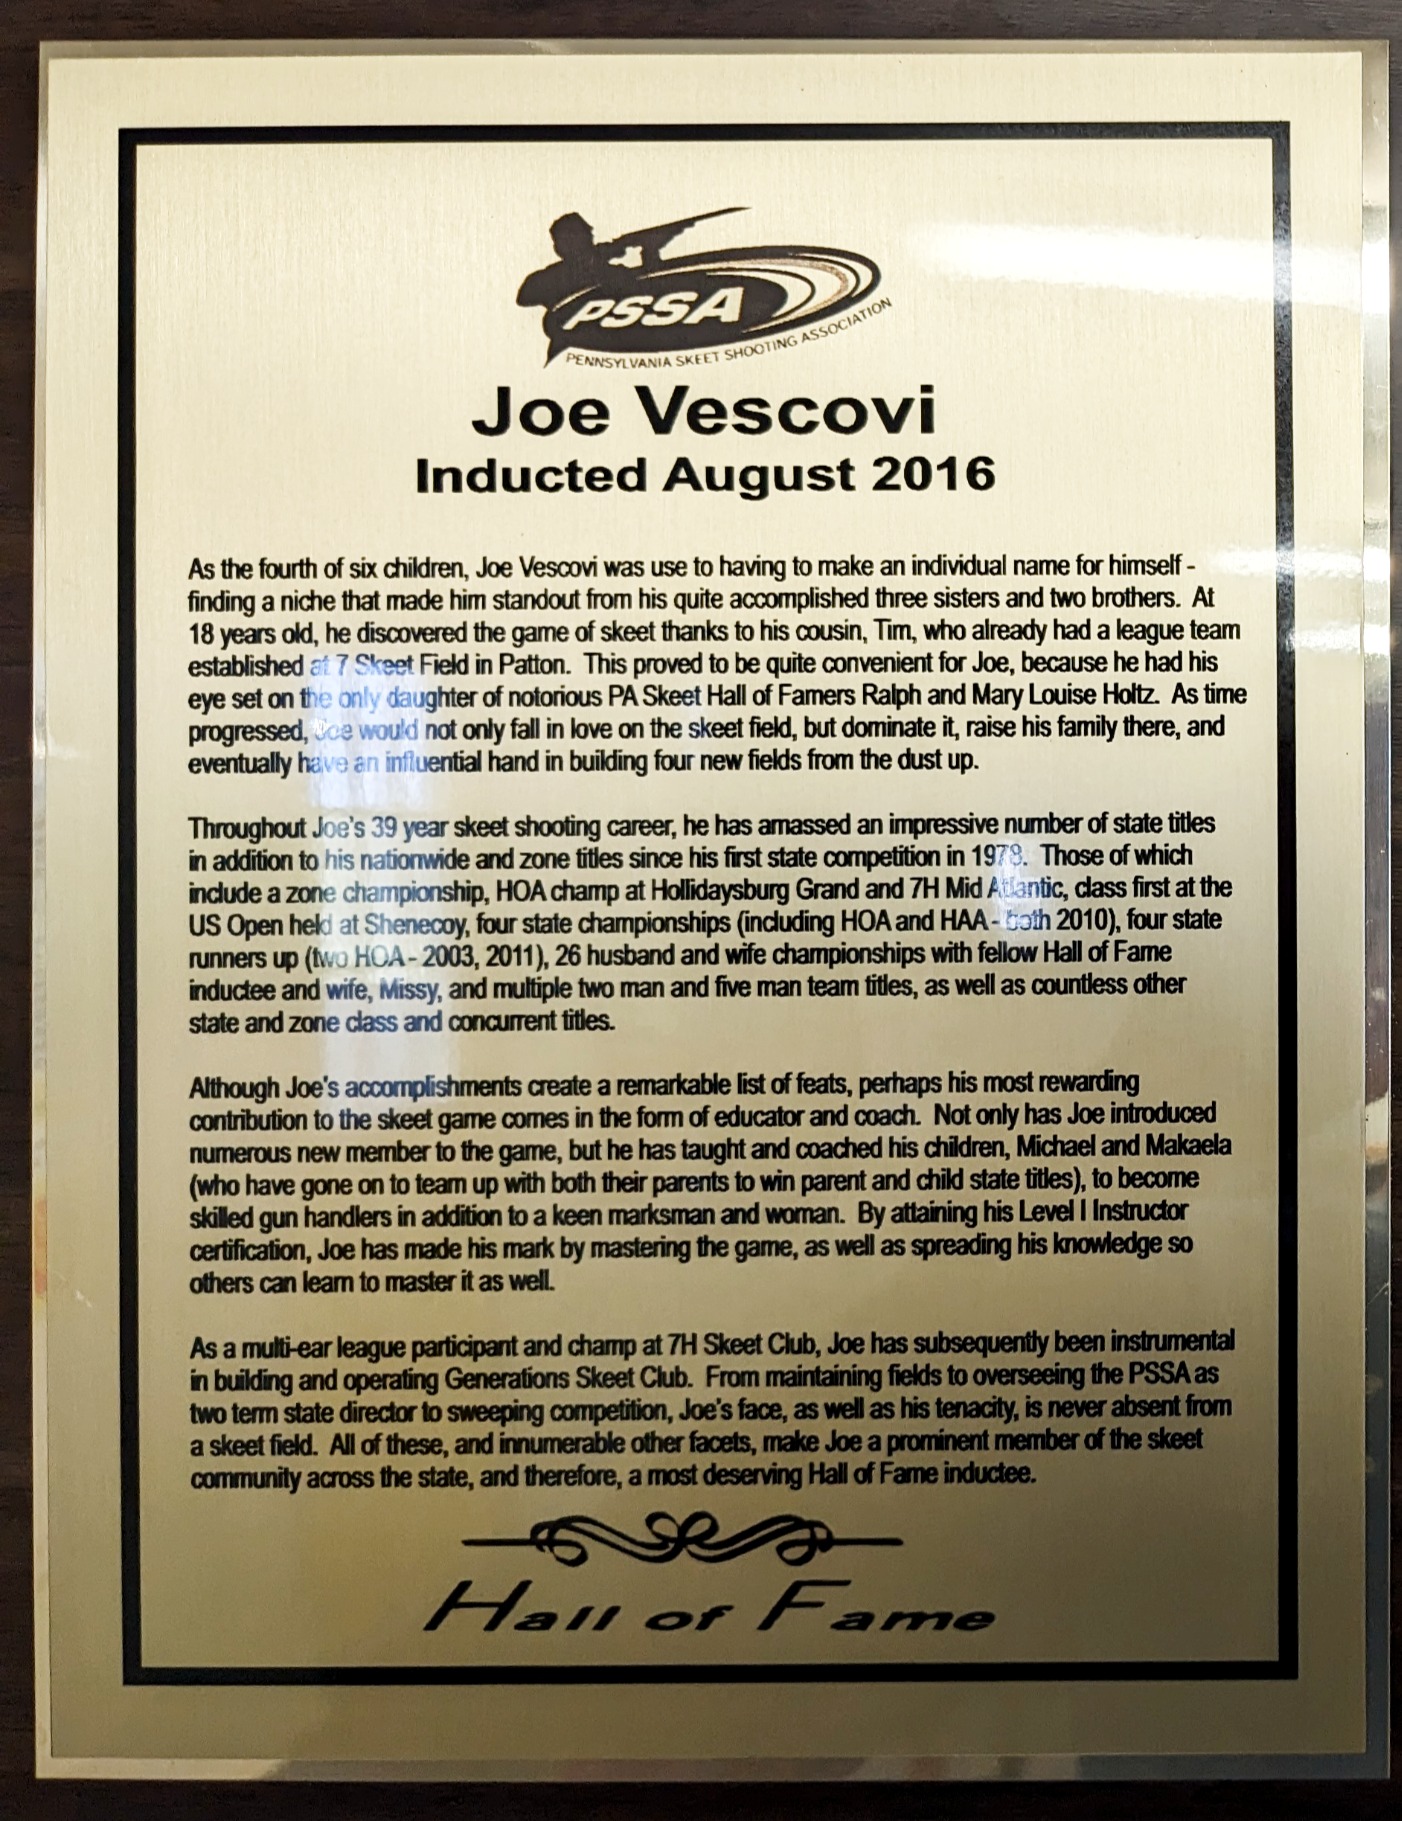 PSSA
PENNSYLVANIA SKEET SHOOTING ASSOCIATION
Joe Vescovi
Inducted August 2016
As the fourth of six children, Joe Vescovi was use to having to make an individual name for himself -
finding a niche that made him standout from his quite accomplished three sisters and two brothers. At
18 years old, he discovered the game of skeet thanks to his cousin, Tim, who already had a league team
established at 7 Skeet Field in Patton. This proved to be quite convenient for Joe, because he had his
eye set on the only daughter of notorious PA Skeet Hall of Famers Ralph and Mary Louise Holtz. As time
progressed, Joe would not only fall in love on the skeet field, but dominate it, raise his family there, and
eventually have an influential hand in building four new fields from the dust up.
Throughout Joe's 39 year skeet shooting career, he has amassed an impressive number of state titles
in addition to his nationwide and zone titles since his first state competition in 1978. Those of which
include a zone championship, HOA champ at Hollidaysburg Grand and 7H Mid Atlantic, class first at the
US Open held at Shenecoy, four state championships (including HOA and HAA - both 2010), four state
runners up (two HOA - 2003, 2011), 26 husband and wife championships with fellow Hall of Fame
inductee and wife, Missy, and multiple two man and five man team titles, as well as countless other
state and zone class and concurrent titles.
Although Joe's accomplishments create a remarkable list of feats, perhaps his most rewarding
contribution to the skeet game comes in the form of educator and coach. Not only has Joe introduced
numerous new member to the game, but he has taught and coached his children, Michael and Makaela
(who have gone on to team up with both their parents to win parent and child state titles), to become
skilled gun handlers in addition to a keen marksman and woman. By attaining his Level I Instructor
certification, Joe has made his mark by mastering the game, as well as spreading his knowledge so
others can learn to master it as well.
As a multi-ear league participant and champ at 7H Skeet Club, Joe has subsequently been instrumental
in building and operating Generations Skeet Club. From maintaining fields to overseeing the PSSA as
two term state director to sweeping competition, Joe's face, as well as his tenacity, is never absent from
a skeet field. All of these, and innumerable other facets, make Joe a prominent member of the skeet
community across the state, and therefore, a most deserving Hall of Fame inductee.
Hall of Fame